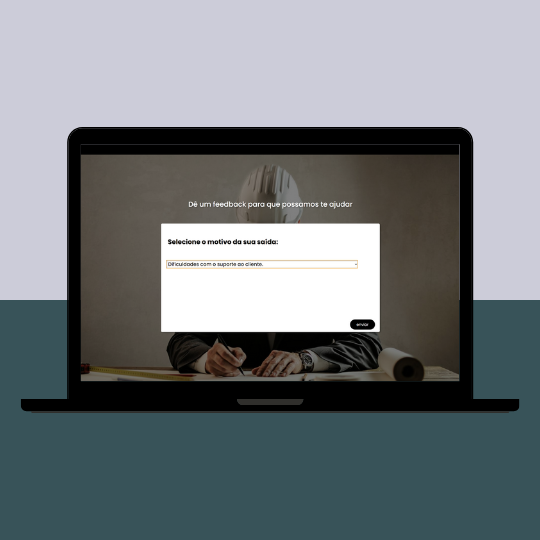 Dê um feedback para que possamos te ajudar
Selecione o motivo da sua saída:
Dificuldades com o suporte ao cliente.
enviar